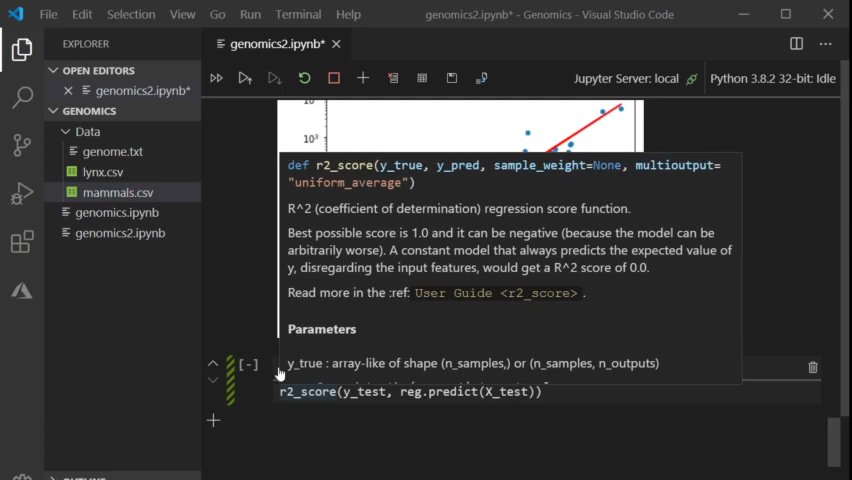 File Edit Selection View Go Run Terminal Help genomics2.ipynb* - Genomics - Visual Studio Code
EXPLORER
OPEN EDITORS
genomics2.ipynb*
GENOMICS
Data
genome.txt
lynx.csv
mammals.csv
genomics.ipynb
genomics2.ipynb
genomics2.ipynb*
Jupyter Server: local Python 3.8.2 32-bit: Idle
10³
def r2_score(y_true, y_pred, sample_weight=None, multioutput=
"uniform_average")
R^2 (coefficient of determination) regression score function.
Best possible score is 1.0 and it can be negative (because the model can be
arbitrarily worse). A constant model that always predicts the expected value of
y, disregarding the input features, would get a R^2 score of 0.0.
Read more in the :ref: User Guide <r2_score> .
Parameters
y_true : array-like of shape (n_samples,) or (n_samples, n_outputs)
[-]
r2_score(y_test, reg.predict(X_test))